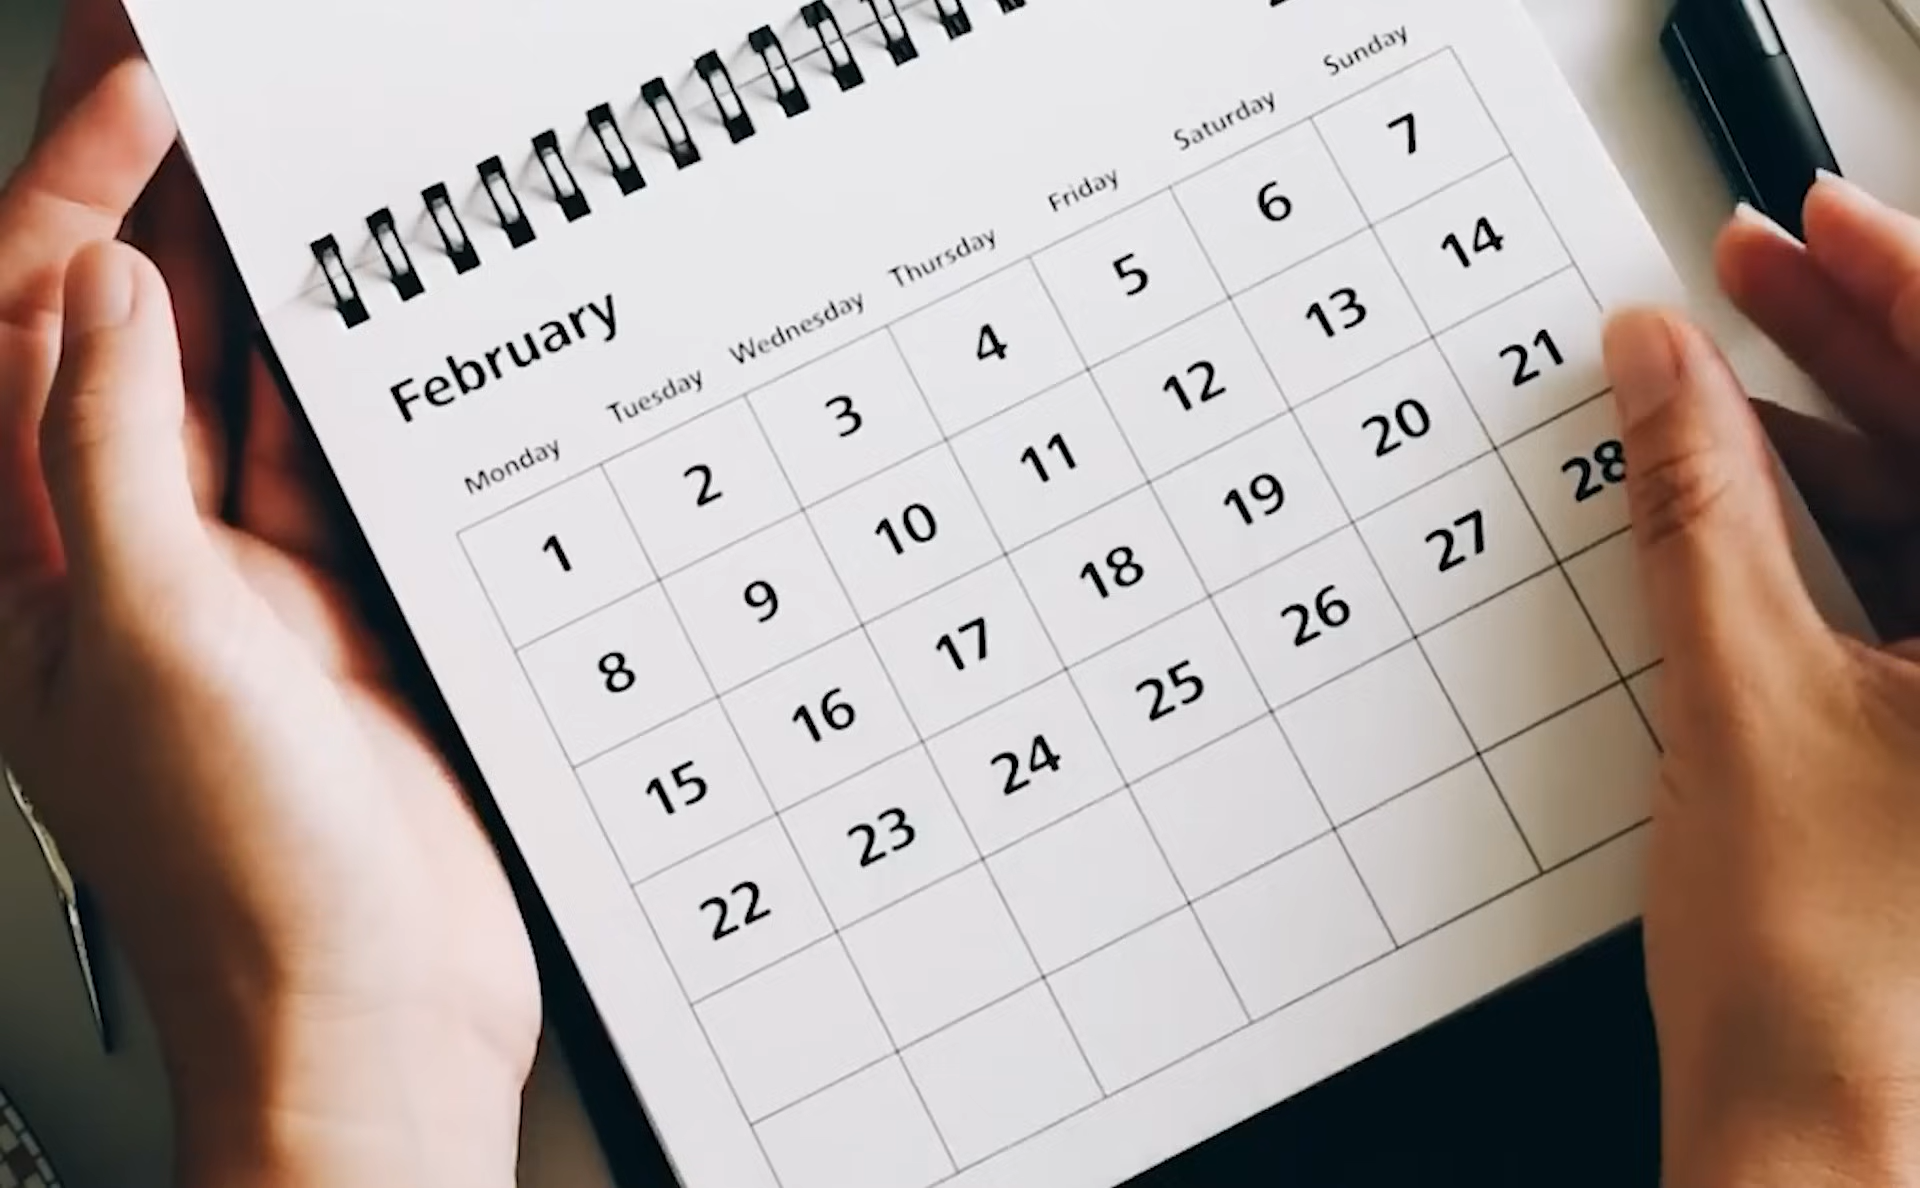 February
Monday Tuesday Wednesday Thursday Friday Saturday Sunday
1 2 3 4 5 6 7
8 9 10 11 12 13 14
15 16 17 18 19 20 21
22 23 24 25 26 27 28